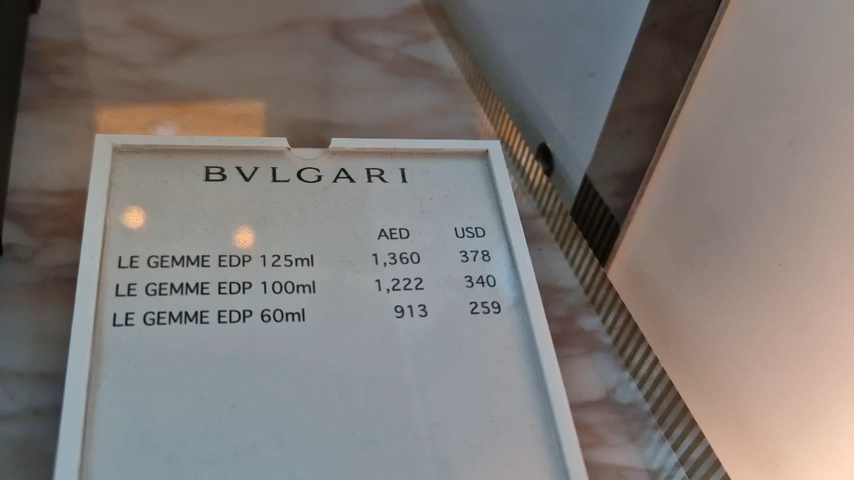 BVLGARI
AED USD
LE GEMME EDP 125ml 1,360 378
LE GEMME EDP 100ml 1,222 340
LE GEMME EDP 60ml 913 259